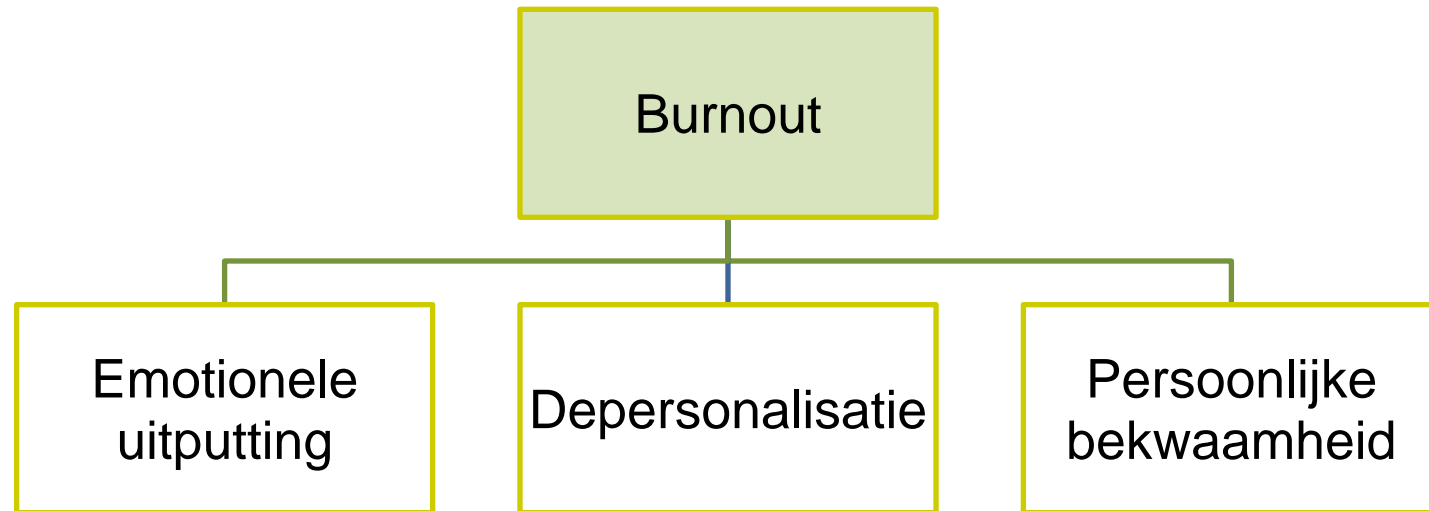 Burnout
Emotionele
uitputting
Depersonalisatie
Persoonlijke
bekwaamheid